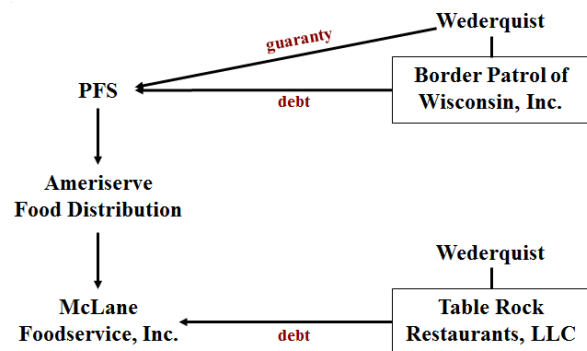 Wederquist
guaranty
Border Patrol of
Wisconsin, Inc.
PFS
debt
Ameriserve
Food Distribution
Wederquist
McLane
Foodservice, Inc.
Table Rock
Restaurants, LLC
debt